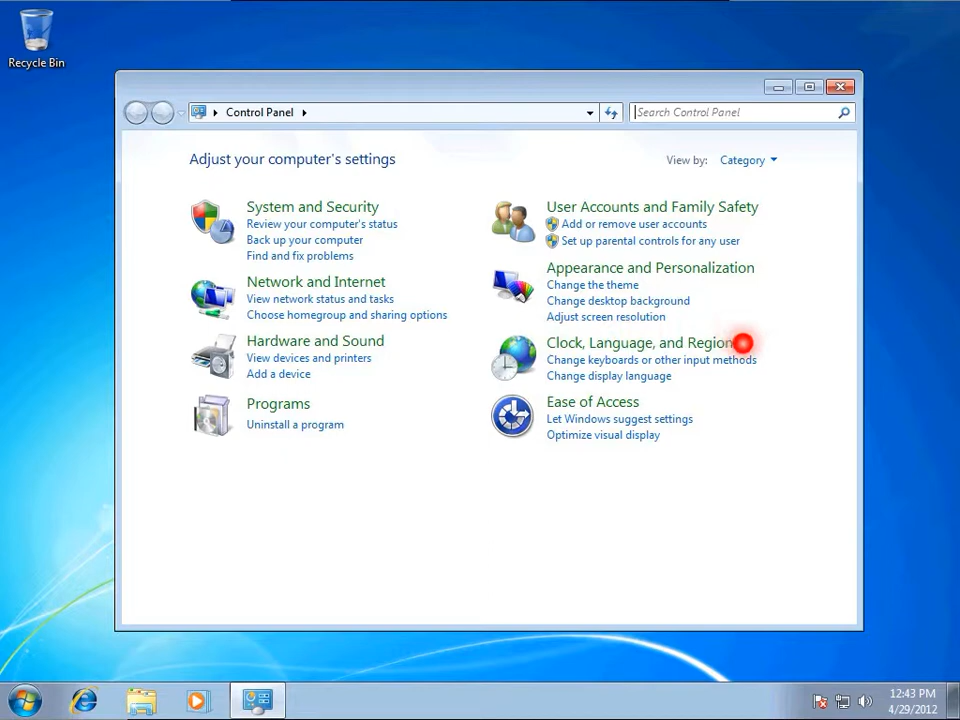 Recycle Bin
Control Panel
Search Control Panel
Adjust your computer's settings
View by: Category
System and Security
Review your computer's status
Back up your computer
Find and fix problems
Network and Internet
View network status and tasks
Choose homegroup and sharing options
Hardware and Sound
View devices and printers
Add a device
Programs
Uninstall a program
User Accounts and Family Safety
Add or remove user accounts
Set up parental controls for any user
Appearance and Personalization
Change the theme
Change desktop background
Adjust screen resolution
Clock, Language, and Region
Change keyboards or other input methods
Change display language
Ease of Access
Let Windows suggest settings
Optimize visual display
12:43 PM
4/29/2012